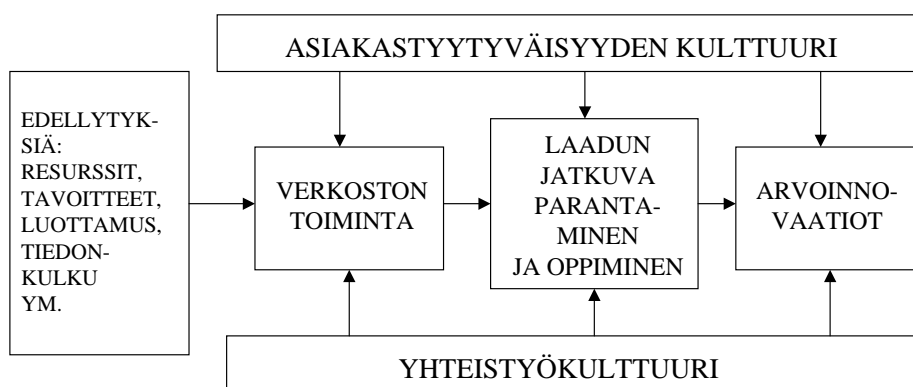 ASIAKASTYYTYVÄISYYDEN KULTTUURI
EDELLYTYK-
SIÄ:
RESURSSIT,
TAVOITTEET,
LUOTTAMUS,
TIEDON-
KULKU
YM.
VERKOSTON
TOIMINTA
LAADUN
JATKUVA
PARANTA-
MINEN
JA OPPIMINEN
ARVOINNO-
VAATIOT
YHTEISTYÖKULTTUURI